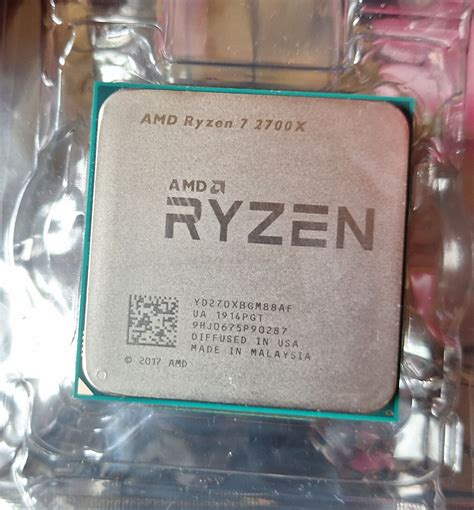 AMD Ryzen 7 2700X
AMD
RYZEN
YD270XBGM88AF
UA 1914PGT
9HJ0675P90287
DIFFUSED IN USA
MADE IN MALAYSIA
© 2017 AMD